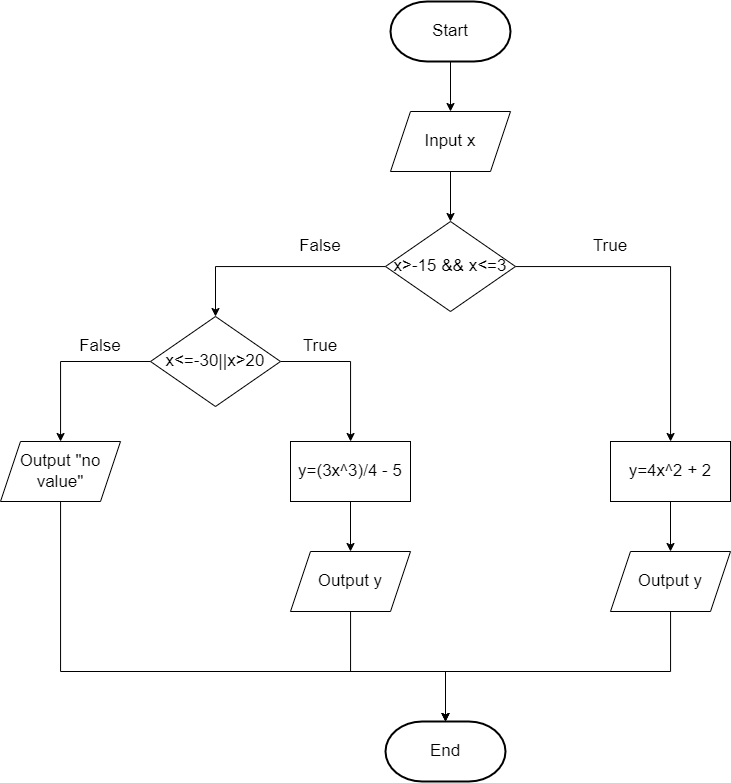 Start
Input x
False
True
x>-15 && x<=3
False
True
x<=-30||x>20
Output "no
value"
y=(3x^3)/4 - 5
y=4x^2 + 2
Output y
Output y
End